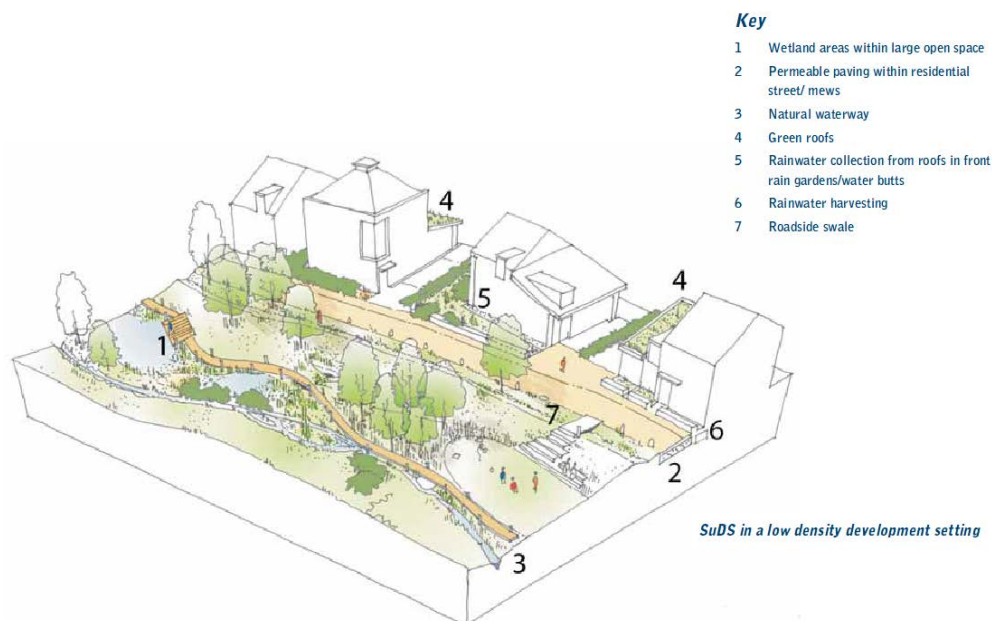 Key
1 Wetland areas within large open space
2 Permeable paving within residential
street/ mews
3 Natural waterway
4 Green roofs
5 Rainwater collection from roofs in front
rain gardens/water butts
6 Rainwater harvesting
7 Roadside swale
4
4
5
1
7
6
2
3
SuDS in a low density development setting